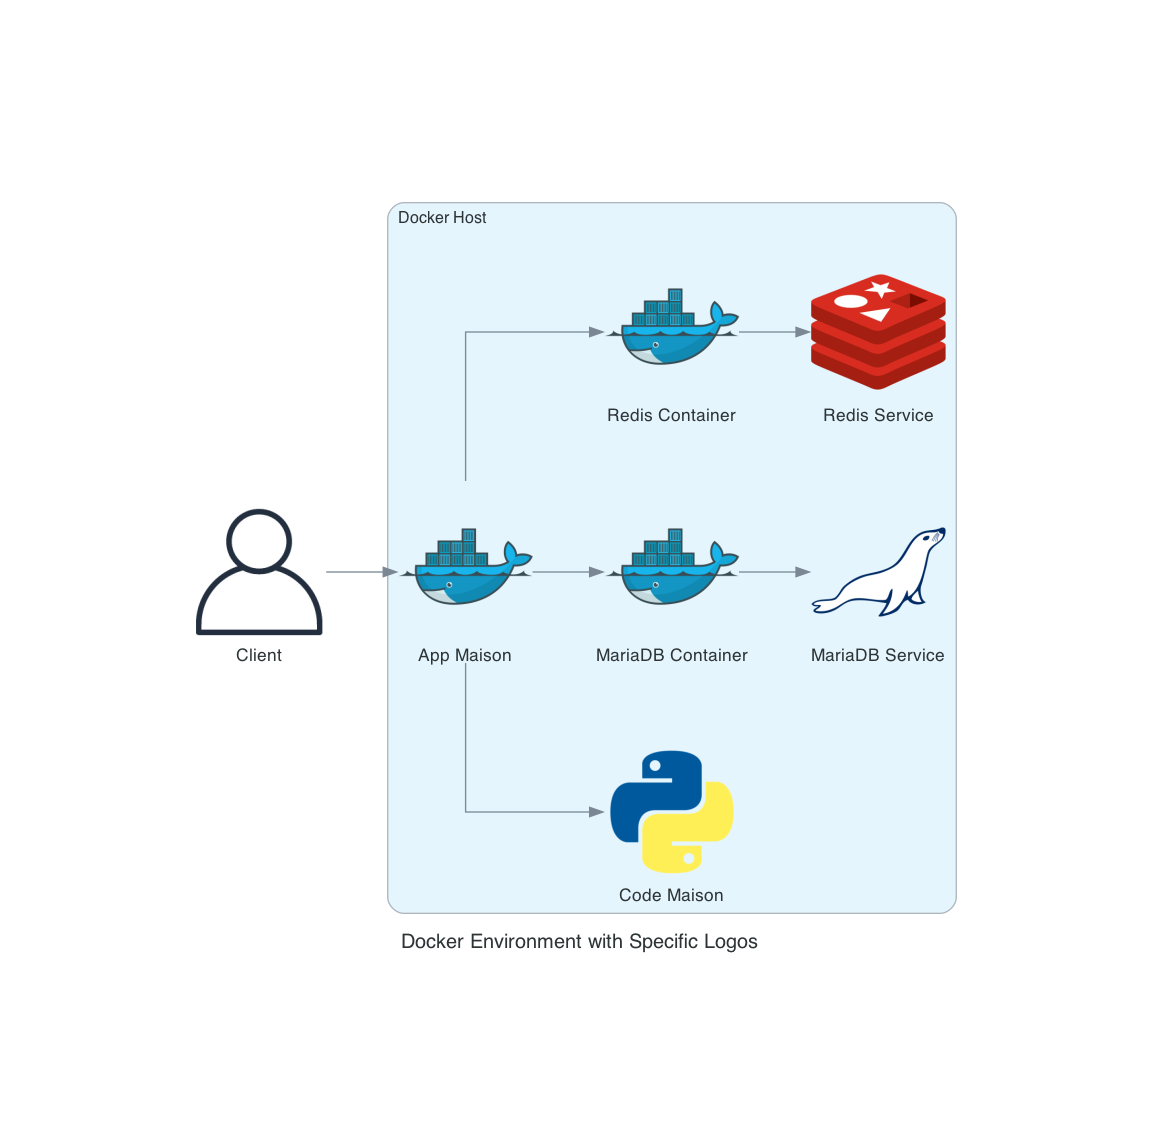 Docker Host
Redis Container
Redis Service
Client
App Maison
MariaDB Container
MariaDB Service
Code Maison
Docker Environment with Specific Logos